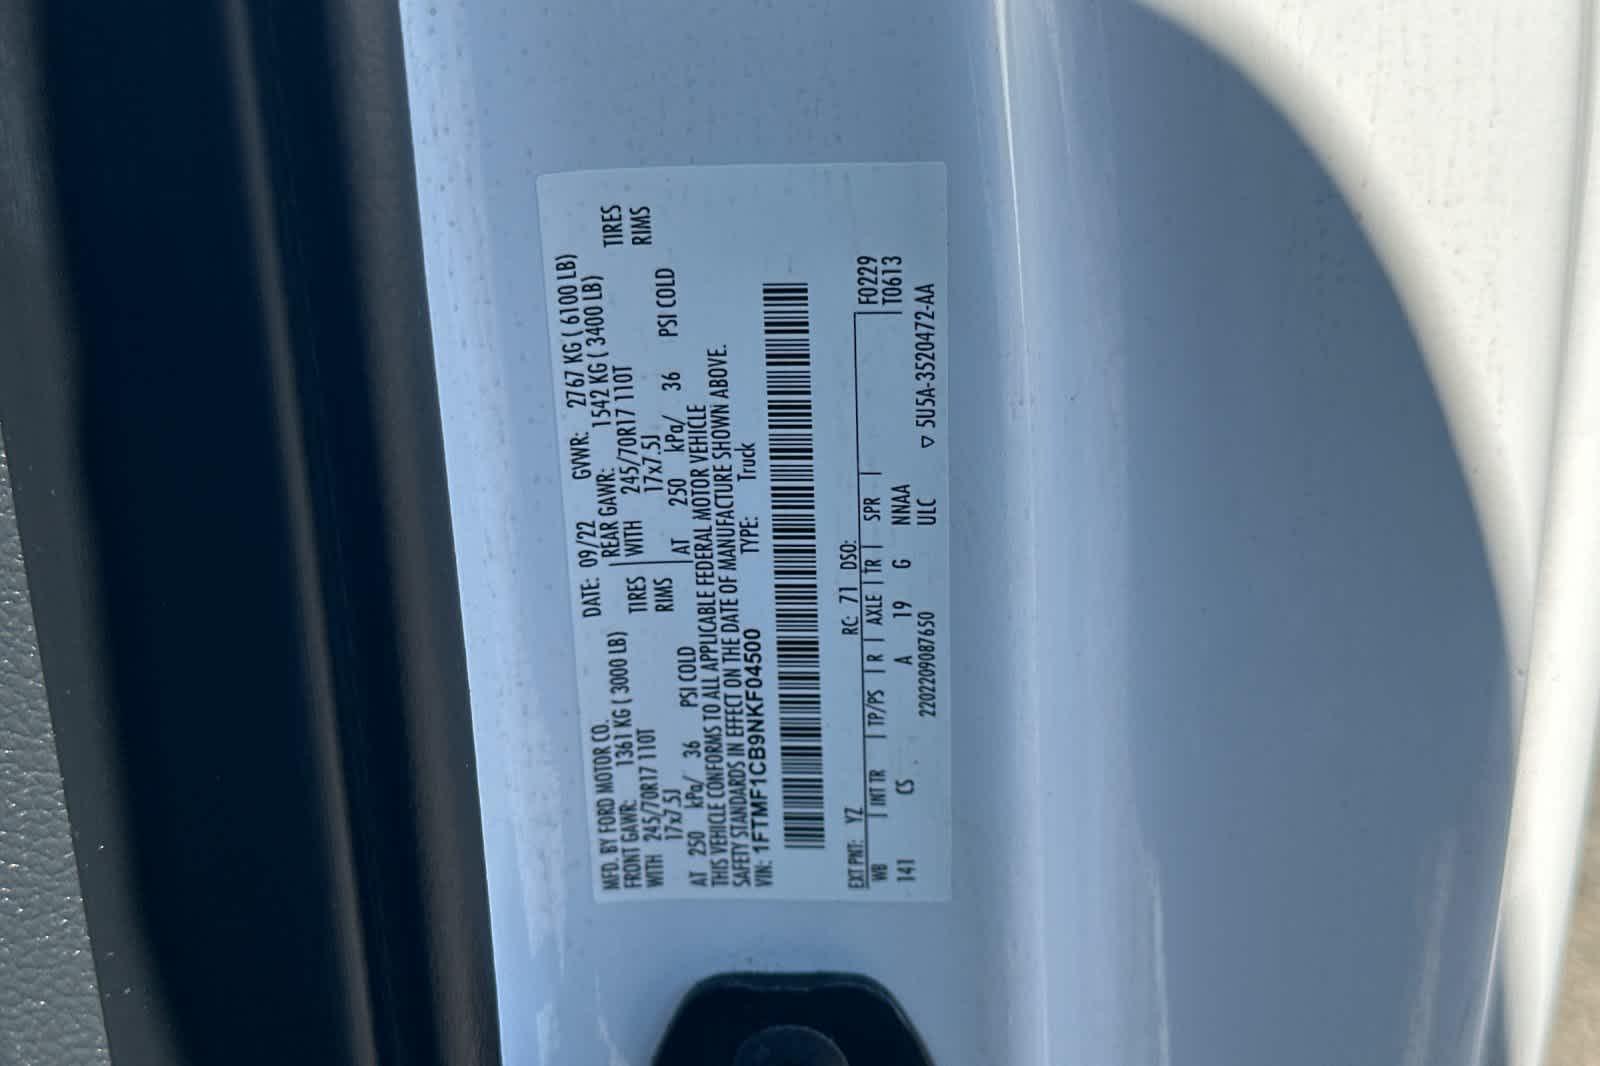 MFD. BY FORD MOTOR CO.
DATE: 09/22 GVWR: 2767 KG ( 6100 LB)
FRONT GAWR: 1361 KG ( 3000 LB) REAR GAWR: 1542 KG ( 3400 LB)
WITH 245/70R17 110T TIRES WITH 245/70R17 110T TIRES
17x7.5J RIMS 17x7.5J RIMS
AT 250 kPa/ 36 PSI COLD AT 250 kPa/ 36 PSI COLD
THIS VEHICLE CONFORMS TO ALL APPLICABLE FEDERAL MOTOR VEHICLE
SAFETY STANDARDS IN EFFECT ON THE DATE OF MANUFACTURE SHOWN ABOVE.
VIN: 1FTMF1CB9NKF04500 TYPE: Truck
EXT PNT: YZ RC: 71 DSO:
WB INT TR TP/PS R AXLE TR SPR F0229
141 CS A 19 G NNAA T0613
2202209087650 ULC ▽ 5U5A-3520472-AA